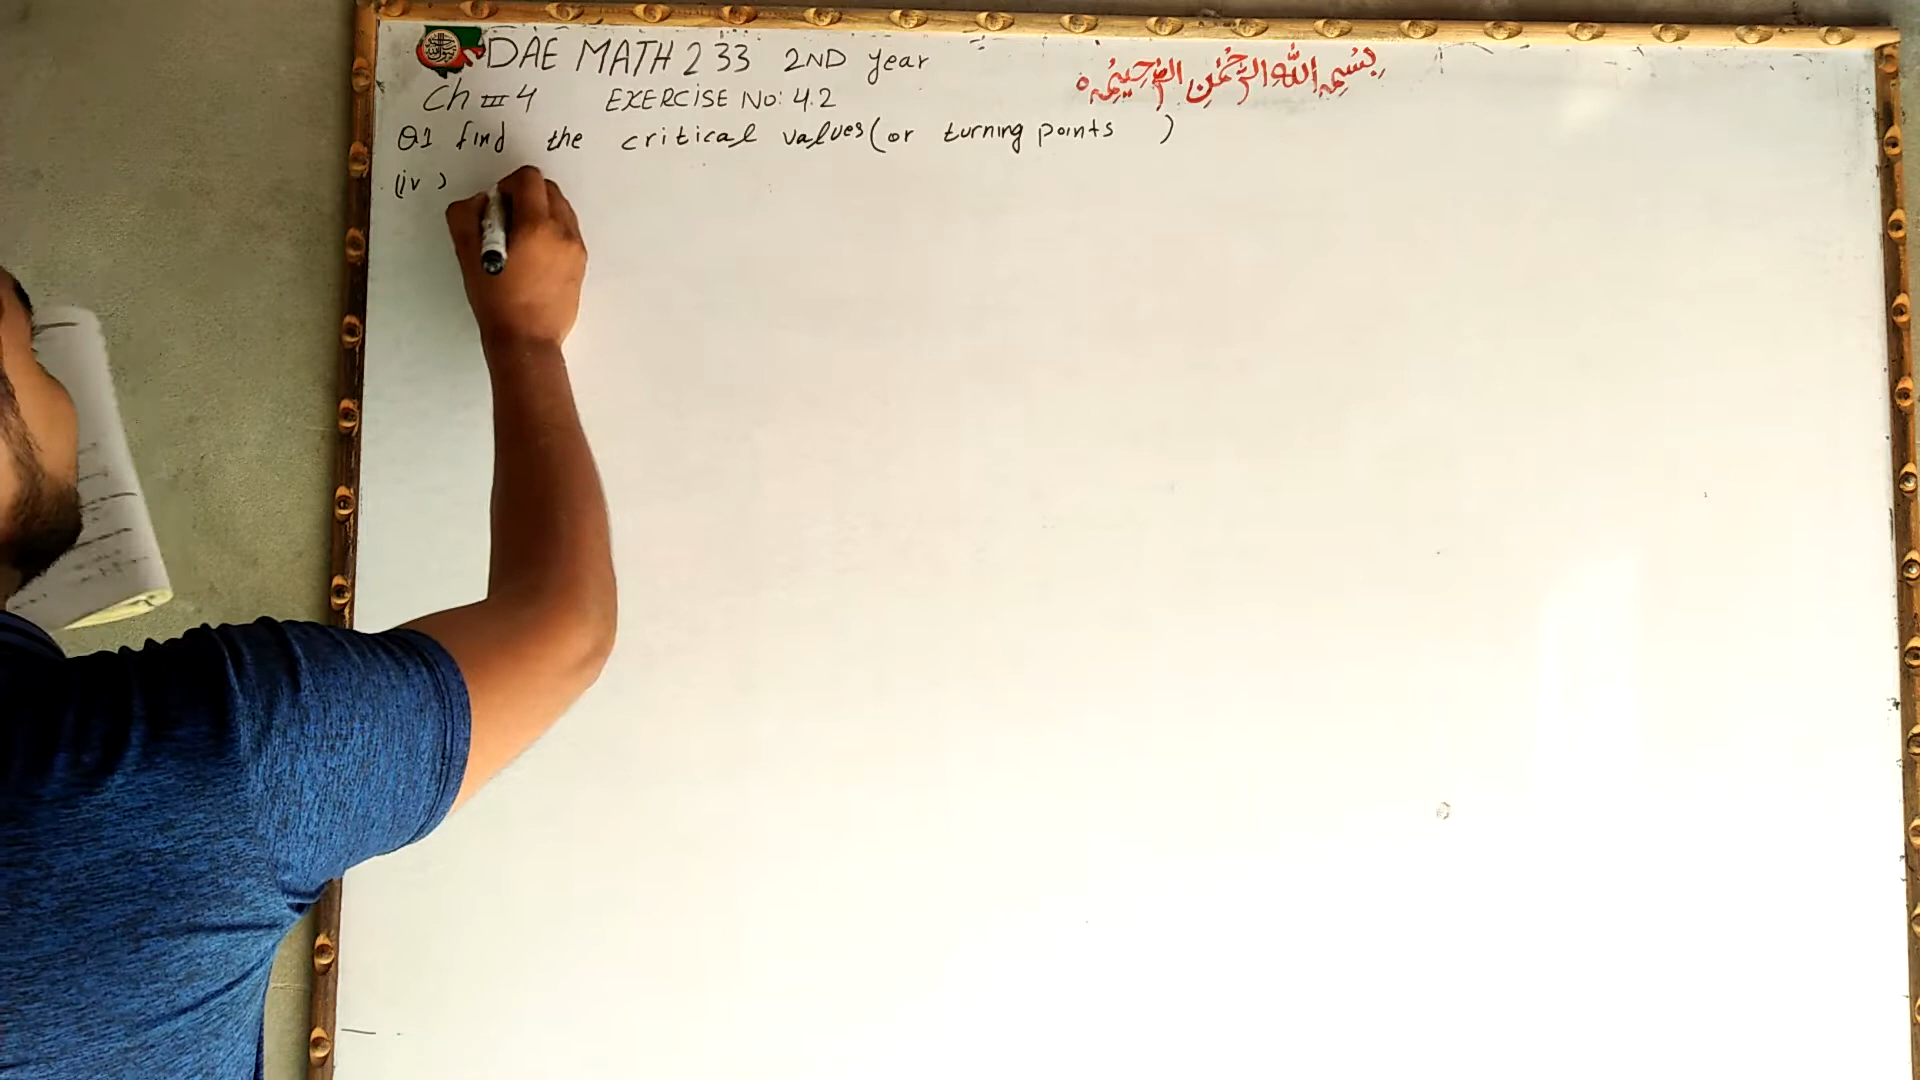 DAE MATH 233 2ND year
بِسْمِ اللّٰهِ الرَّحْمٰنِ الرَّحِيْمِ ه
Ch # 4 EXERCISE No: 4.2
Q1 find the critical values (or turning points )
(iv)